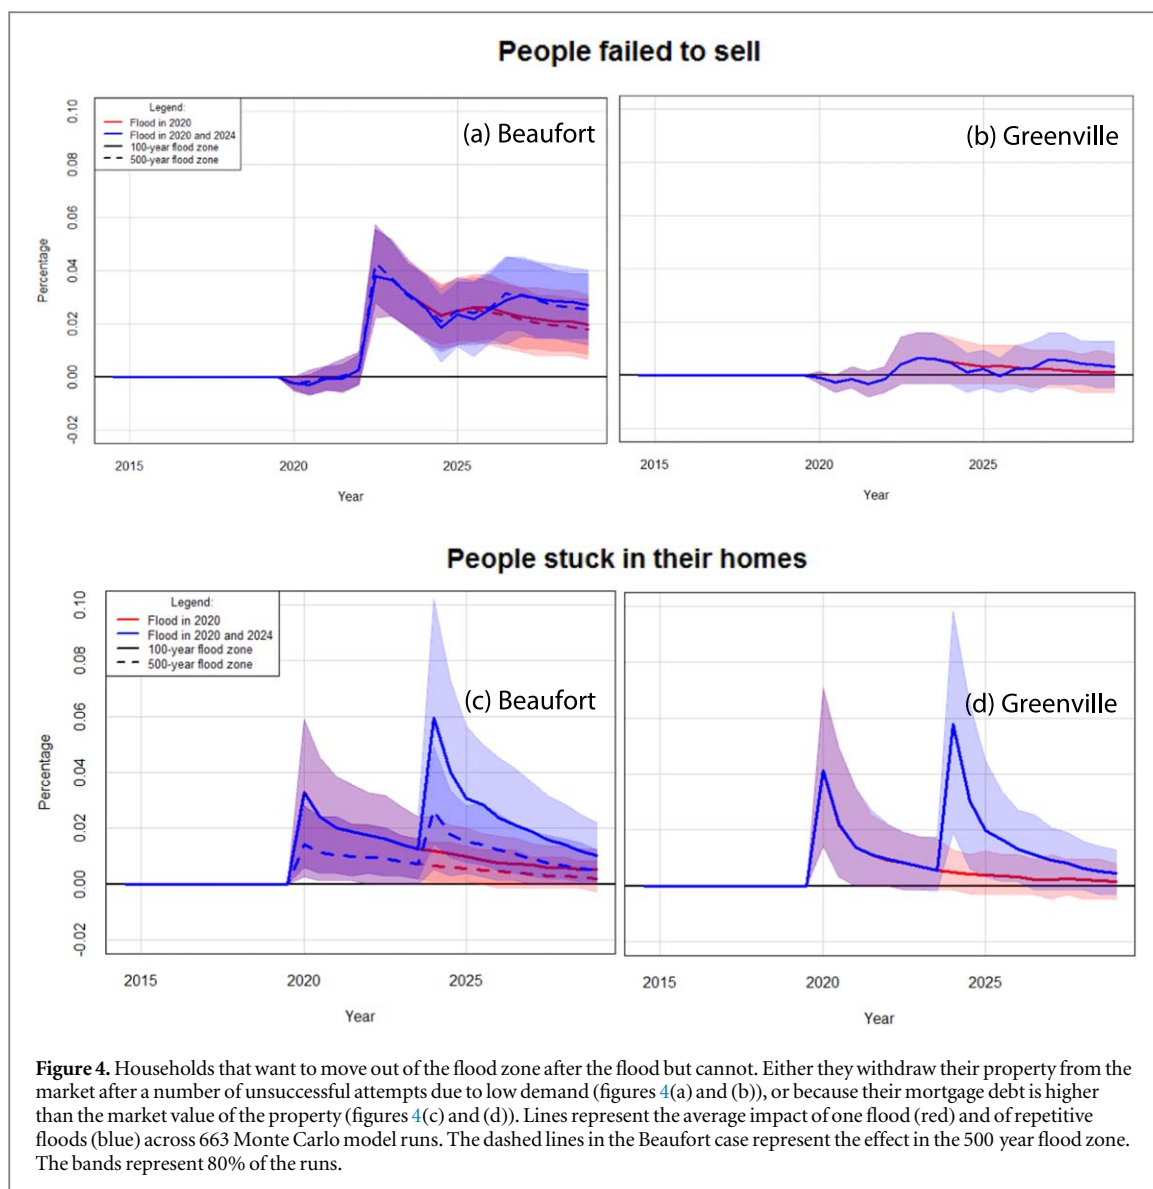 People failed to sell
Legend:
Flood in 2020
Flood in 2020 and 2024
100-year flood zone
500-year flood zone
(a) Beaufort
(b) Greenville
Percentage
0.10
0.08
0.06
0.04
0.02
0.00
-0.02
2015
2020
2025
2015
2020
2025
Year
Year
People stuck in their homes
Legend:
Flood in 2020
Flood in 2020 and 2024
100-year flood zone
500-year flood zone
(c) Beaufort
(d) Greenville
Percentage
0.10
0.08
0.06
0.04
0.02
0.00
-0.02
2015
2020
2025
2015
2020
2025
Year
Year
Figure 4. Households that want to move out of the flood zone after the flood but cannot. Either they withdraw their property from the
market after a number of unsuccessful attempts due to low demand (figures 4(a) and (b)), or because their mortgage debt is higher
than the market value of the property (figures 4(c) and (d)). Lines represent the average impact of one flood (red) and of repetitive
floods (blue) across 663 Monte Carlo model runs. The dashed lines in the Beaufort case represent the effect in the 500 year flood zone.
The bands represent 80% of the runs.